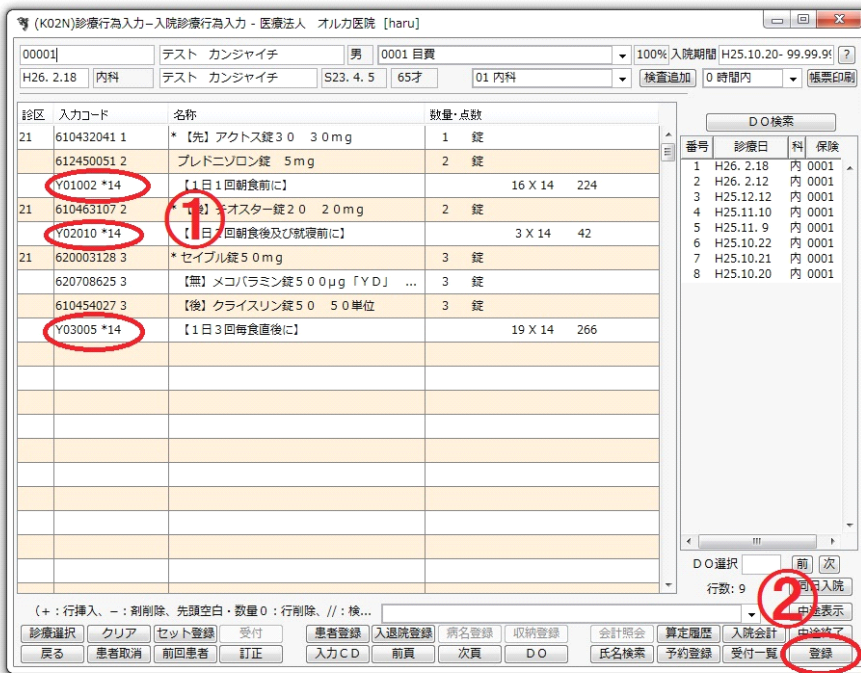 (K02N)診療行為入力－入院診療行為入力 - 医療法人　オルカ医院 [haru]
00001 テスト　カンジャイチ 男 0001 目費 100% 入院期間 H25.10.20- 99.99.99 ?
H26. 2.18 内科 テスト　カンジャイチ S23. 4. 5 65才 01 内科 検査追加 0 時間内 帳票印刷
診区 入力コード 名称 数量・点数
21 610432041 1 * 【先】アクトス錠３０　３０ｍｇ 1 錠
612450051 2 プレドニゾロン錠　５ｍｇ 2 錠
Y01002 *14 【１日１回朝食前に】 16 X 14 224
21 610463107 2 * 【後】チオスター錠２０　２０ｍｇ 2 錠
Y02010 *14 【１日２回朝食後及び就寝前に】 3 X 14 42
21 620003128 3 * セイブル錠５０ｍｇ 3 錠
620708625 3 【無】メコバラミン錠５００μｇ「ＹＤ」 ... 3 錠
610454027 3 【後】クライスリン錠５０　５０単位 3 錠
Y03005 *14 【１日３回毎食直後に】 19 X 14 266
①
ＤＯ検索
番号 診療日 科 保険
1 H26. 2.18 内 0001
2 H26. 2.12 内 0001
3 H25.12.12 内 0001
4 H25.11.10 内 0001
5 H25.11. 9 内 0001
6 H25.10.22 内 0001
7 H25.10.21 内 0001
8 H25.10.20 内 0001
ＤＯ選択 前 次
行数: 9 同日入院
②
（+：行挿入、－：剤削除、先頭空白・数量０：行削除、//：検... 中途表示
診療選択 クリア セット登録 受付 患者登録 入退院登録 病名登録 収納登録 会計照会 算定履歴 入院会計 中途終了
戻る 患者取消 前回患者 訂正 入力ＣＤ 前頁 次頁 ＤＯ 氏名検索 予約登録 受付一覧 登録